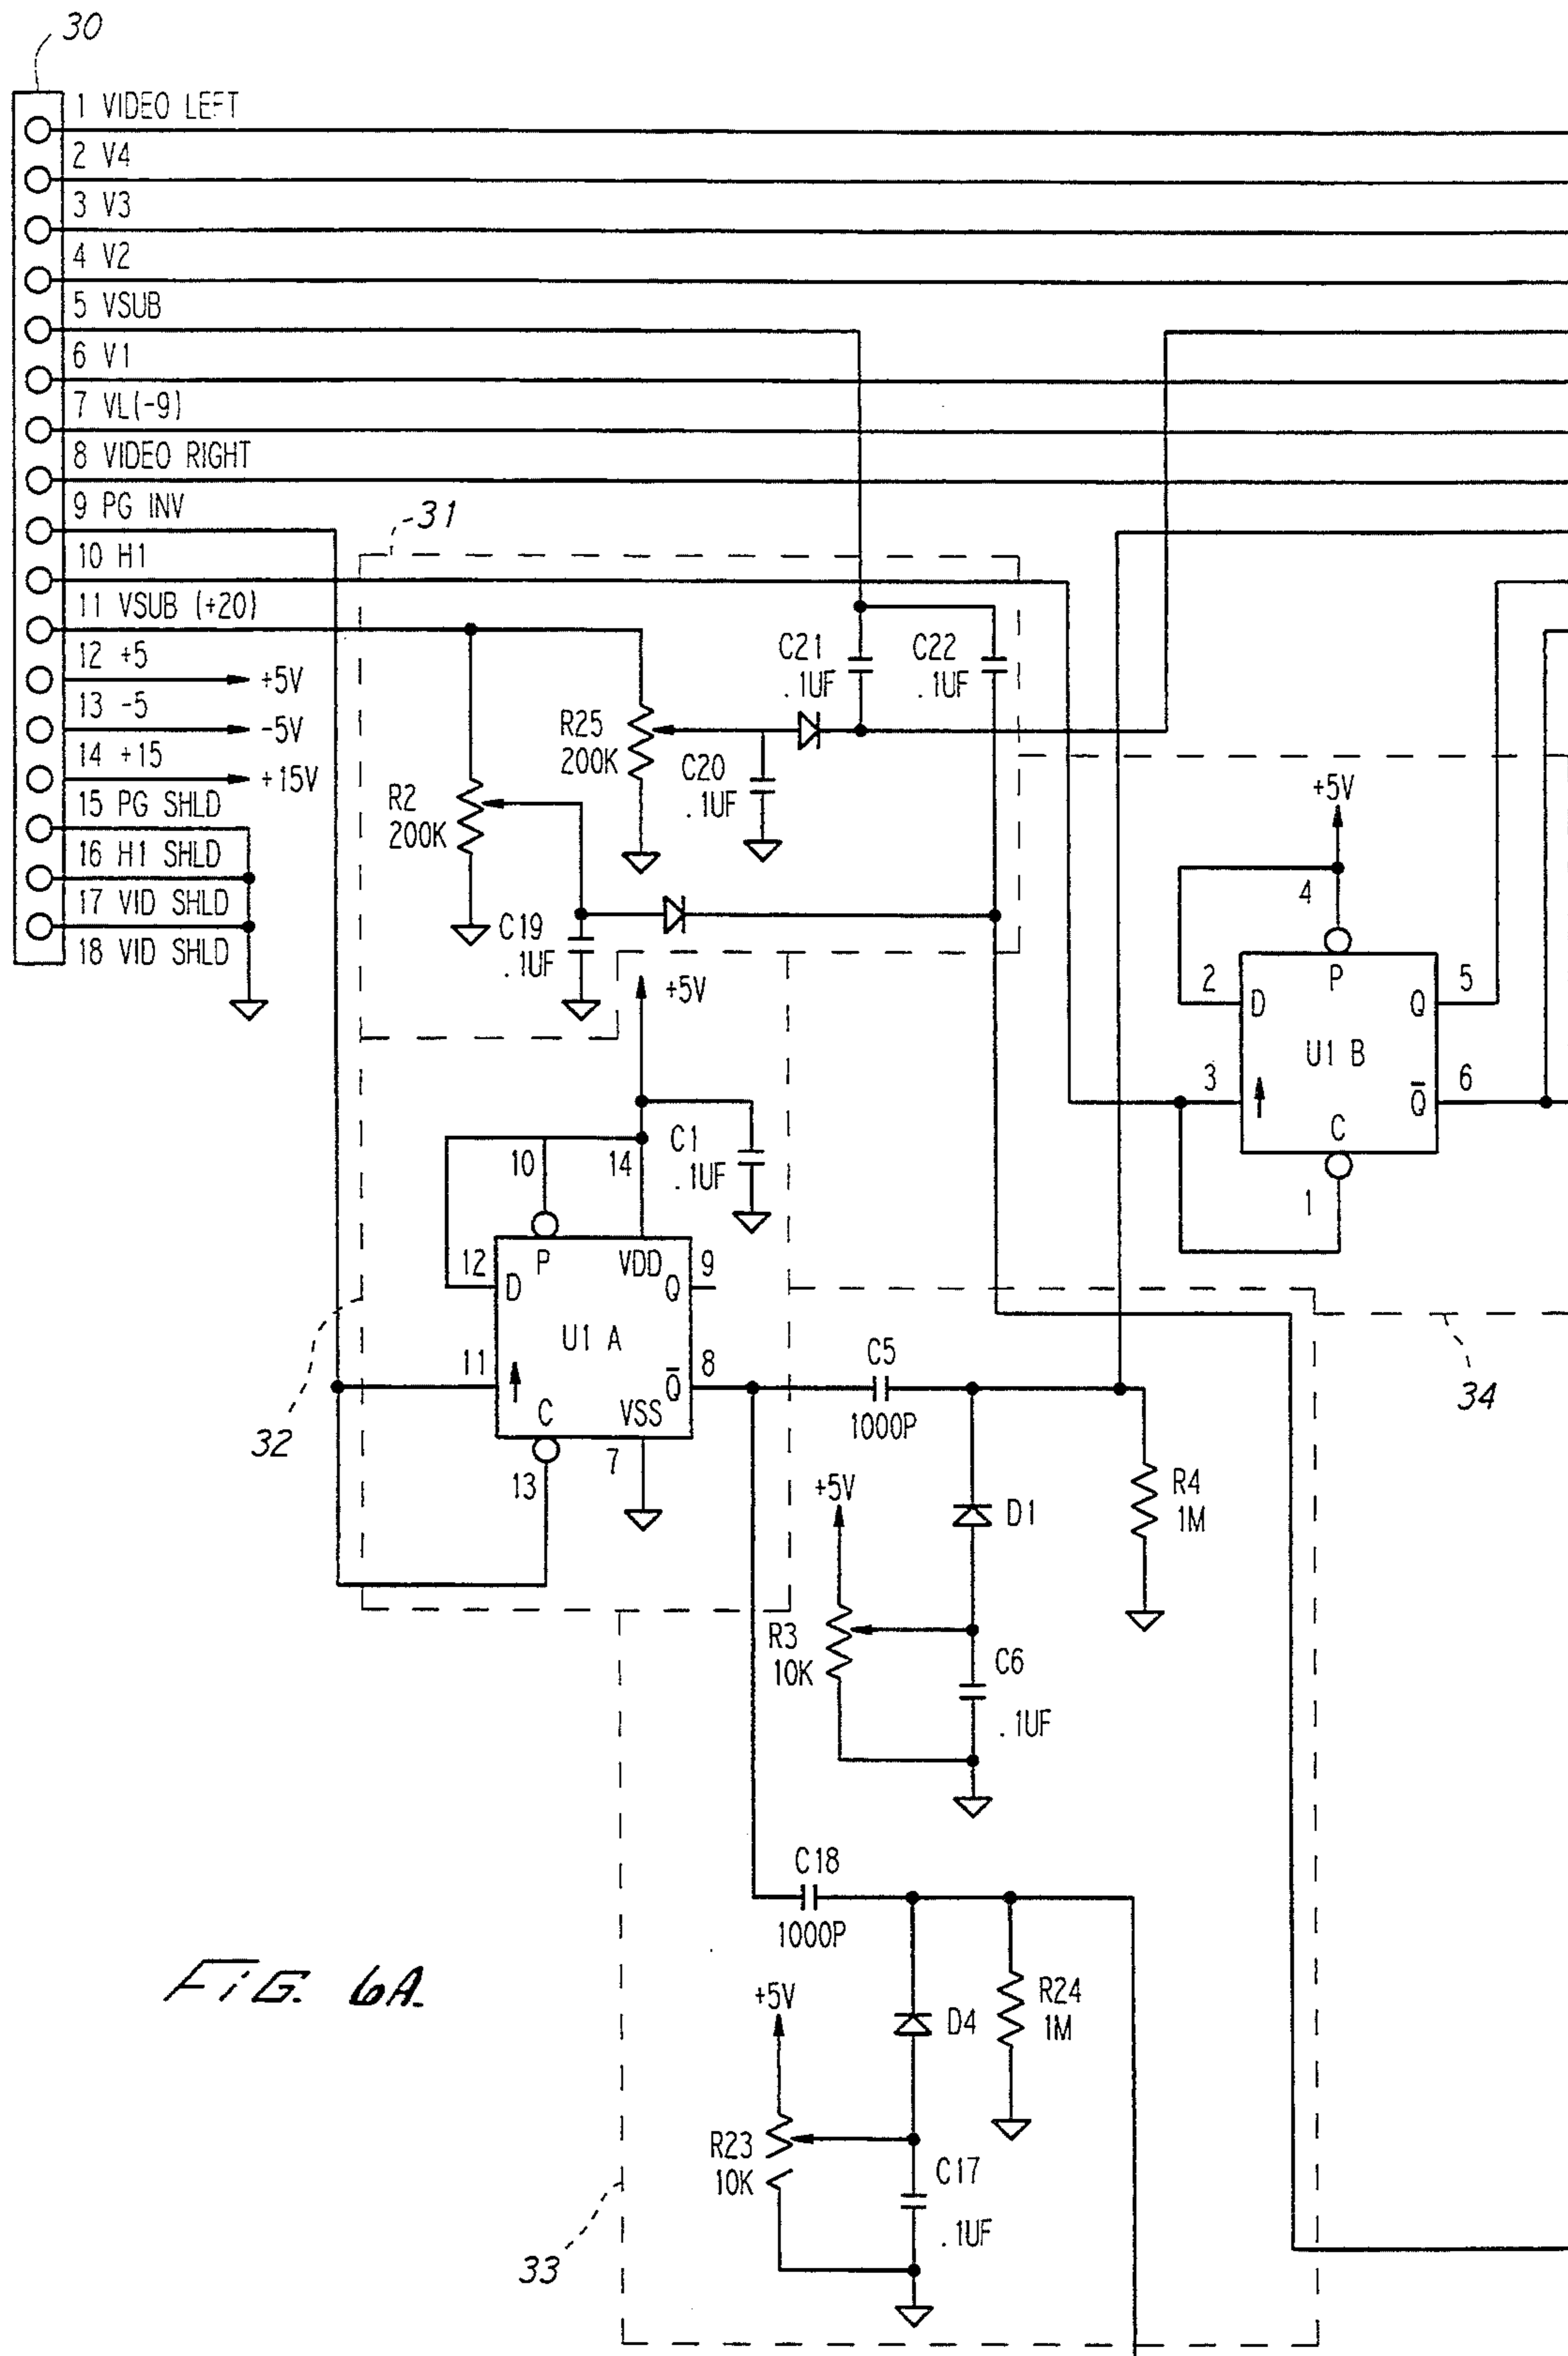 30
1 VIDEO LEFT
2 V4
3 V3
4 V2
5 VSUB
6 V1
7 VL(-9)
8 VIDEO RIGHT
9 PG INV
10 H1
11 VSUB (+20)
12 +5
+5V
13 -5
-5V
14 +15
+15V
15 PG SHLD
16 H1 SHLD
17 VID SHLD
18 VID SHLD
31
C21
.1UF
C22
.1UF
R25
200K
C20
.1UF
R2
200K
C19
.1UF
+5V
4
P
2
D
Q
5
U1 B
3
Q̅
6
C
1
+5V
C1
.1UF
10
14
12
P
VDD
9
D
Q
U1 A
11
Q̅
8
C
VSS
13
7
32
C5
1000P
34
+5V
D1
R4
1M
R3
10K
C6
.1UF
C18
1000P
+5V
D4
R24
1M
R23
10K
C17
.1UF
33
FIG. 6A.